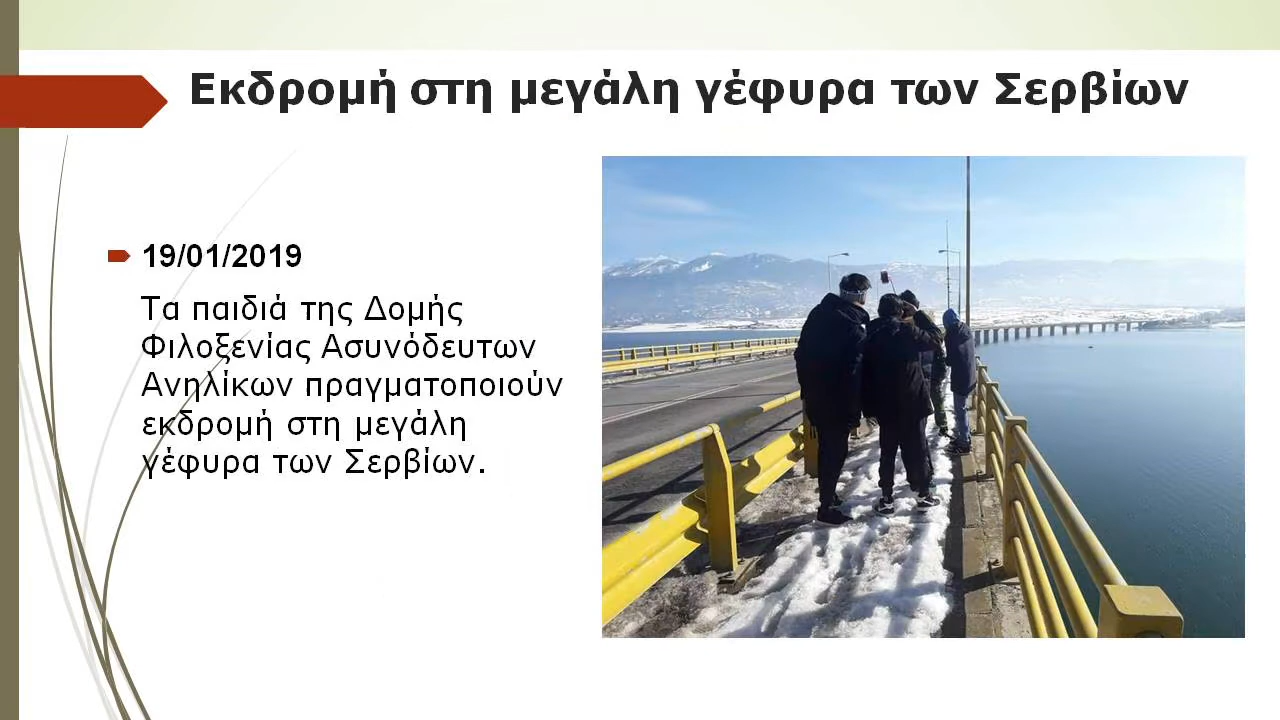 Εκδρομή στη μεγάλη γέφυρα των Σερβίων
19/01/2019
Τα παιδιά της Δομής
Φιλοξενίας Ασυνόδευτων
Ανηλίκων πραγματοποιούν
εκδρομή στη μεγάλη
γέφυρα των Σερβίων.